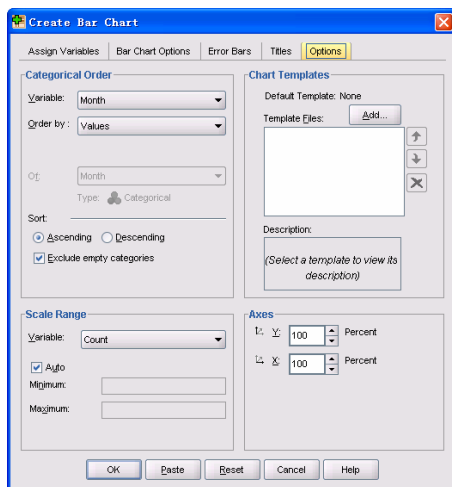 Create Bar Chart
Assign Variables Bar Chart Options Error Bars Titles Options
Categorical Order
Variable: Month
Order by : Values
Of: Month
Type: Categorical
Sort:
Ascending Descending
Exclude empty categories
Chart Templates
Default Template: None
Template Files: Add...
Description:
(Select a template to view its
description)
Scale Range
Variable: Count
Auto
Minimum:
Maximum:
Axes
Y: 100 Percent
X: 100 Percent
OK Paste Reset Cancel Help